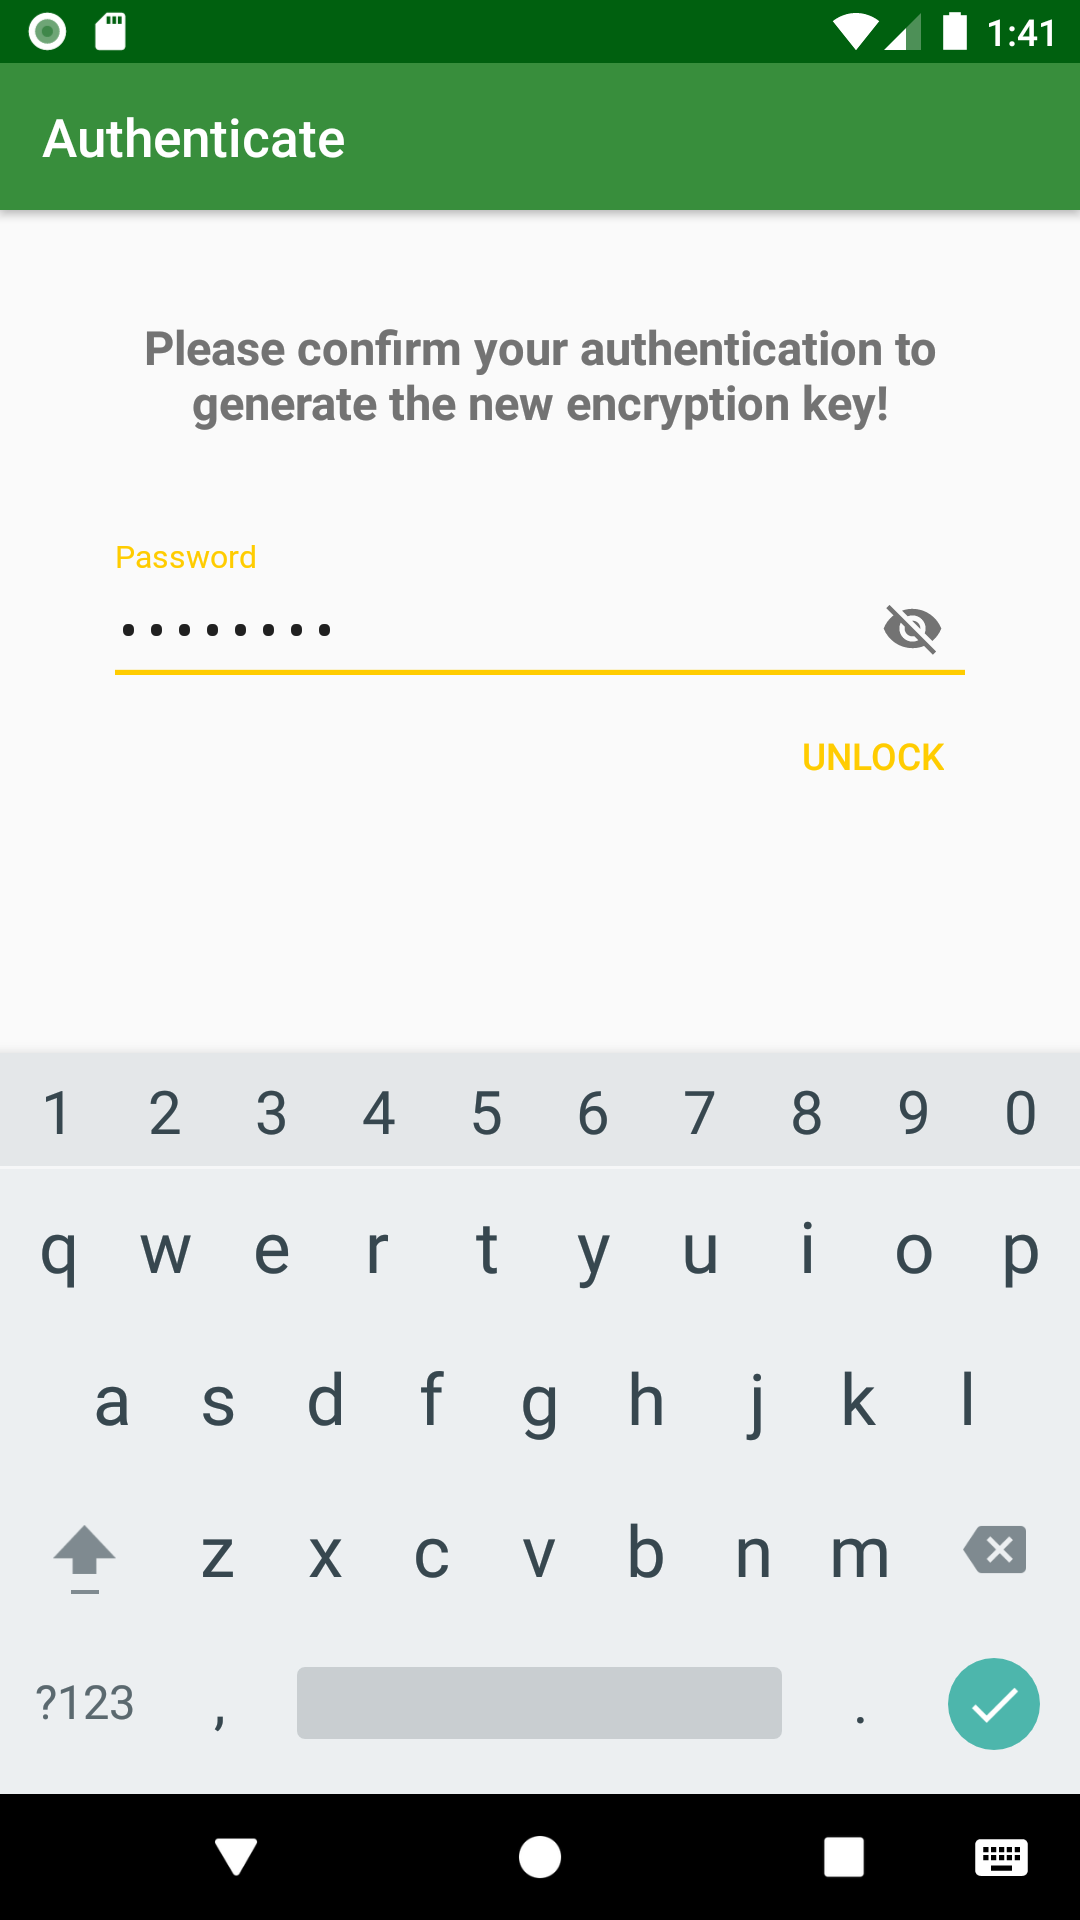 1:41
Authenticate
Please confirm your authentication to
generate the new encryption key!
Password
••••••••
UNLOCK
1 2 3 4 5 6 7 8 9 0
q w e r t y u i o p
a s d f g h j k l
z x c v b n m
?123 , .